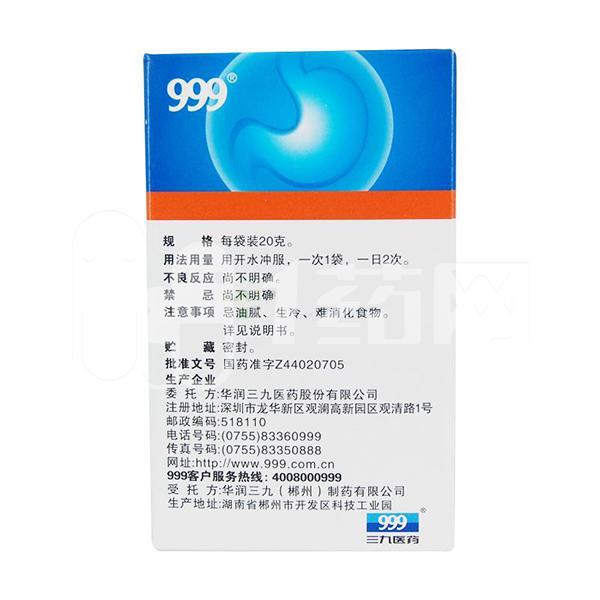 999®
规 格 每袋装20克。
用法用量 用开水冲服，一次1袋，一日2次。
不良反应 尚不明确。
禁 忌 尚不明确。
注意事项 忌油腻、生冷、难消化食物。
详见说明书。
贮 藏 密封。
批准文号 国药准字Z44020705
生产企业
委 托 方:华润三九医药股份有限公司
注册地址:深圳市龙华新区观澜高新园区观清路1号
邮政编码:518110
电话号码:(0755)83360999
传真号码:(0755)83350888
网址:http://www.999.com.cn
999客户服务热线: 4008000999
受 托 方:华润三九（郴州）制药有限公司
生产地址:湖南省郴州市开发区科技工业园
999®
三九医药